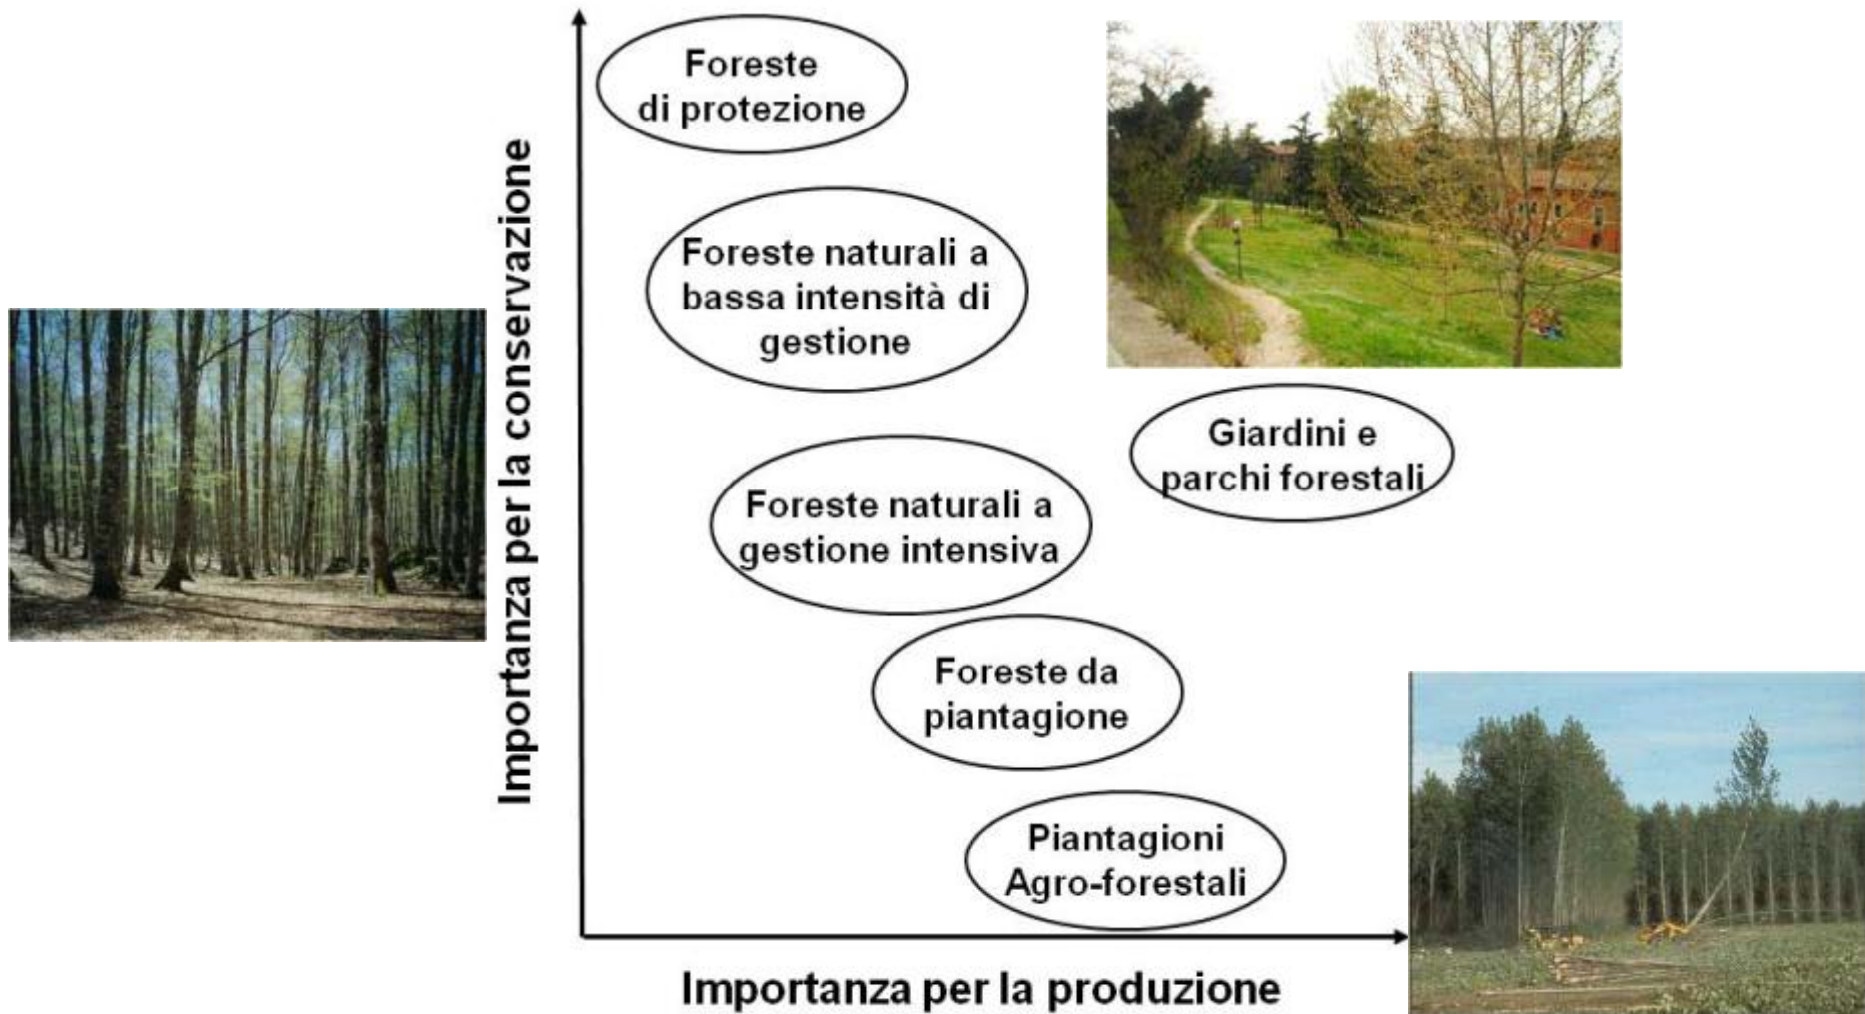 Foreste
di protezione
Foreste naturali a
bassa intensità di
gestione
Giardini e
parchi forestali
Foreste naturali a
gestione intensiva
Foreste da
piantagione
Piantagioni
Agro-forestali
Importanza per la conservazione
Importanza per la produzione